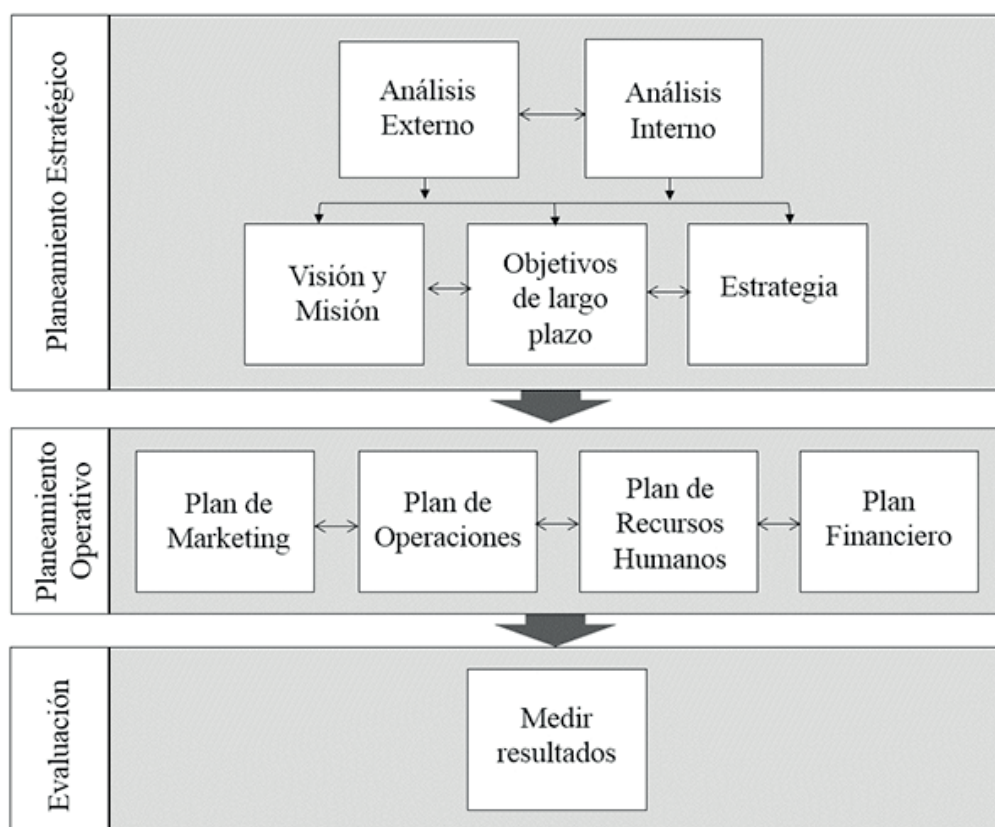 Planeamiento Estratégico
Análisis
Externo
Análisis
Interno
Visión y
Misión
Objetivos
de largo
plazo
Estrategia
Planeamiento
Operativo
Plan de
Marketing
Plan de
Operaciones
Plan de
Recursos
Humanos
Plan
Financiero
Evaluación
Medir
resultados